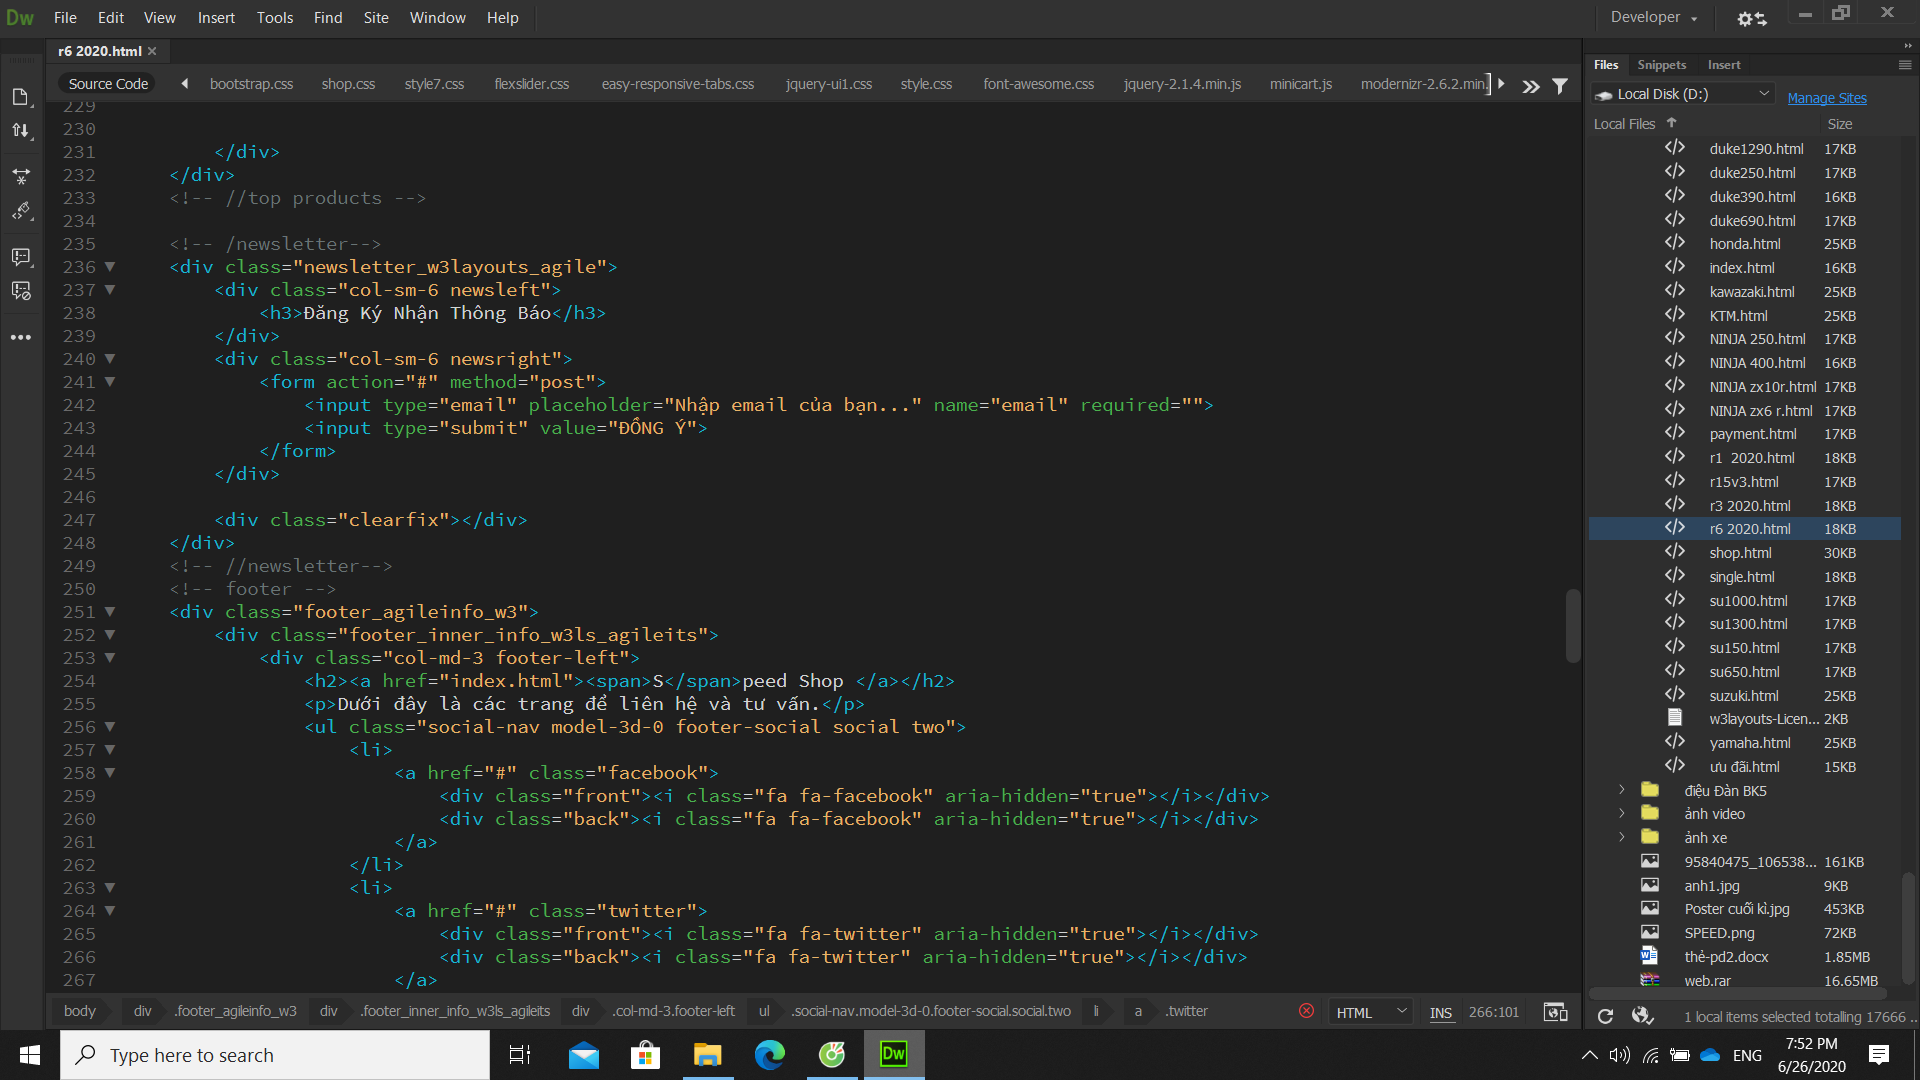 Dw File Edit View Insert Tools Find Site Window Help Developer
r6 2020.html
Source Code bootstrap.css shop.css style7.css flexslider.css easy-responsive-tabs.css jquery-ui1.css style.css font-awesome.css jquery-2.1.4.min.js minicart.js modernizr-2.6.2.min.
229
230
231 </div>
232 </div>
233 <!-- //top products -->
234
235 <!-- /newsletter-->
236 <div class="newsletter_w3layouts_agile">
237 <div class="col-sm-6 newsleft">
238 <h3>Đăng Ký Nhận Thông Báo</h3>
239 </div>
240 <div class="col-sm-6 newsright">
241 <form action="#" method="post">
242 <input type="email" placeholder="Nhập email của bạn..." name="email" required="">
243 <input type="submit" value="ĐỒNG Ý">
244 </form>
245 </div>
246
247 <div class="clearfix"></div>
248 </div>
249 <!-- //newsletter-->
250 <!-- footer -->
251 <div class="footer_agileinfo_w3">
252 <div class="footer_inner_info_w3ls_agileits">
253 <div class="col-md-3 footer-left">
254 <h2><a href="index.html"><span>S</span>peed Shop </a></h2>
255 <p>Dưới đây là các trang để liên hệ và tư vấn.</p>
256 <ul class="social-nav model-3d-0 footer-social social two">
257 <li>
258 <a href="#" class="facebook">
259 <div class="front"><i class="fa fa-facebook" aria-hidden="true"></i></div>
260 <div class="back"><i class="fa fa-facebook" aria-hidden="true"></i></div>
261 </a>
262 </li>
263 <li>
264 <a href="#" class="twitter">
265 <div class="front"><i class="fa fa-twitter" aria-hidden="true"></i></div>
266 <div class="back"><i class="fa fa-twitter" aria-hidden="true"></i></div>
267 </a>
body div .footer_agileinfo_w3 div .footer_inner_info_w3ls_agileits div .col-md-3.footer-left ul .social-nav.model-3d-0.footer-social.social.two li a .twitter HTML INS 266:101
Files Snippets Insert
Local Disk (D:) Manage Sites
Local Files Size
duke1290.html 17KB
duke250.html 17KB
duke390.html 16KB
duke690.html 17KB
honda.html 25KB
index.html 16KB
kawazaki.html 25KB
KTM.html 25KB
NINJA 250.html 17KB
NINJA 400.html 16KB
NINJA zx10r.html 17KB
NINJA zx6 r.html 17KB
payment.html 17KB
r1 2020.html 18KB
r15v3.html 17KB
r3 2020.html 18KB
r6 2020.html 18KB
shop.html 30KB
single.html 18KB
su1000.html 17KB
su1300.html 17KB
su150.html 17KB
su650.html 17KB
suzuki.html 25KB
w3layouts-Licen... 2KB
yamaha.html 25KB
ưu đãi.html 15KB
điệu Đàn BK5
ảnh video
ảnh xe
95840475_106538... 161KB
anh1.jpg 9KB
Poster cuối kì.jpg 453KB
SPEED.png 72KB
thẻ-pd2.docx 1.85MB
web.rar 16.65MB
1 local items selected totalling 17666 ..
Type here to search
Dw
ENG
7:52 PM
6/26/2020